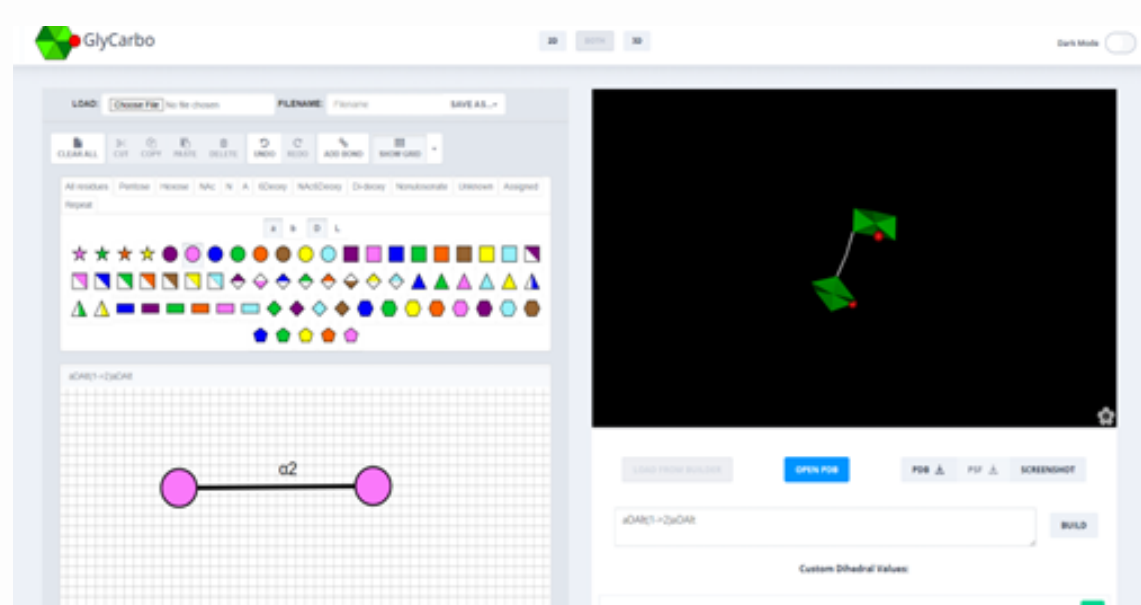 GlyCarbo
2D BOTH 3D
Dark Mode
LOAD: Choose File No file chosen FILENAME: Filename SAVE AS...
CLEAR ALL CUT COPY PASTE DELETE UNDO REDO ADD BOND SHOW GRID
All residues Pentose Hexose NAc N A 6Deoxy NAc6Deoxy Di-deoxy Nonulosonate Unknown Assigned
Repeat
a b D L
aDAlt(1->2)aDAlt
α2
LOAD FROM BUILDER OPEN PDB PDB PSF SCREENSHOT
aDAlt(1->2)aDAlt
BUILD
Custom Dihedral Values: